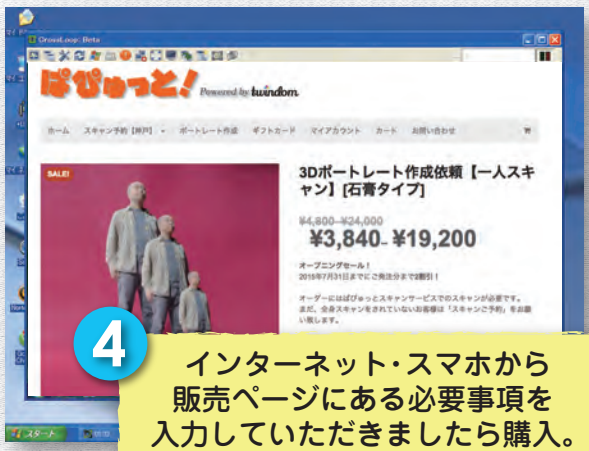 OrovaLoop: Beta
ぱぴゅっと! Powered by twindom
ホーム スキャン予約【神戸】 ポートレート作成 ギフトカード マイアカウント カート お問い合わせ
SALE!
3Dポートレート作成依頼【一人スキ
ャン】[石膏タイプ]
¥4,800–¥24,000
¥3,840–¥19,200
オープニングセール!
2015年7月31日までにご発注分まで2割引!
オーダーにはぱぴゅっとスキャンサービスでのスキャンが必要です。
まだ、全身スキャンをされていないお客様は「スキャンご予約」をお願
い致します。
4
インターネット・スマホから
販売ページにある必要事項を
入力していただきましたら購入。
スタート